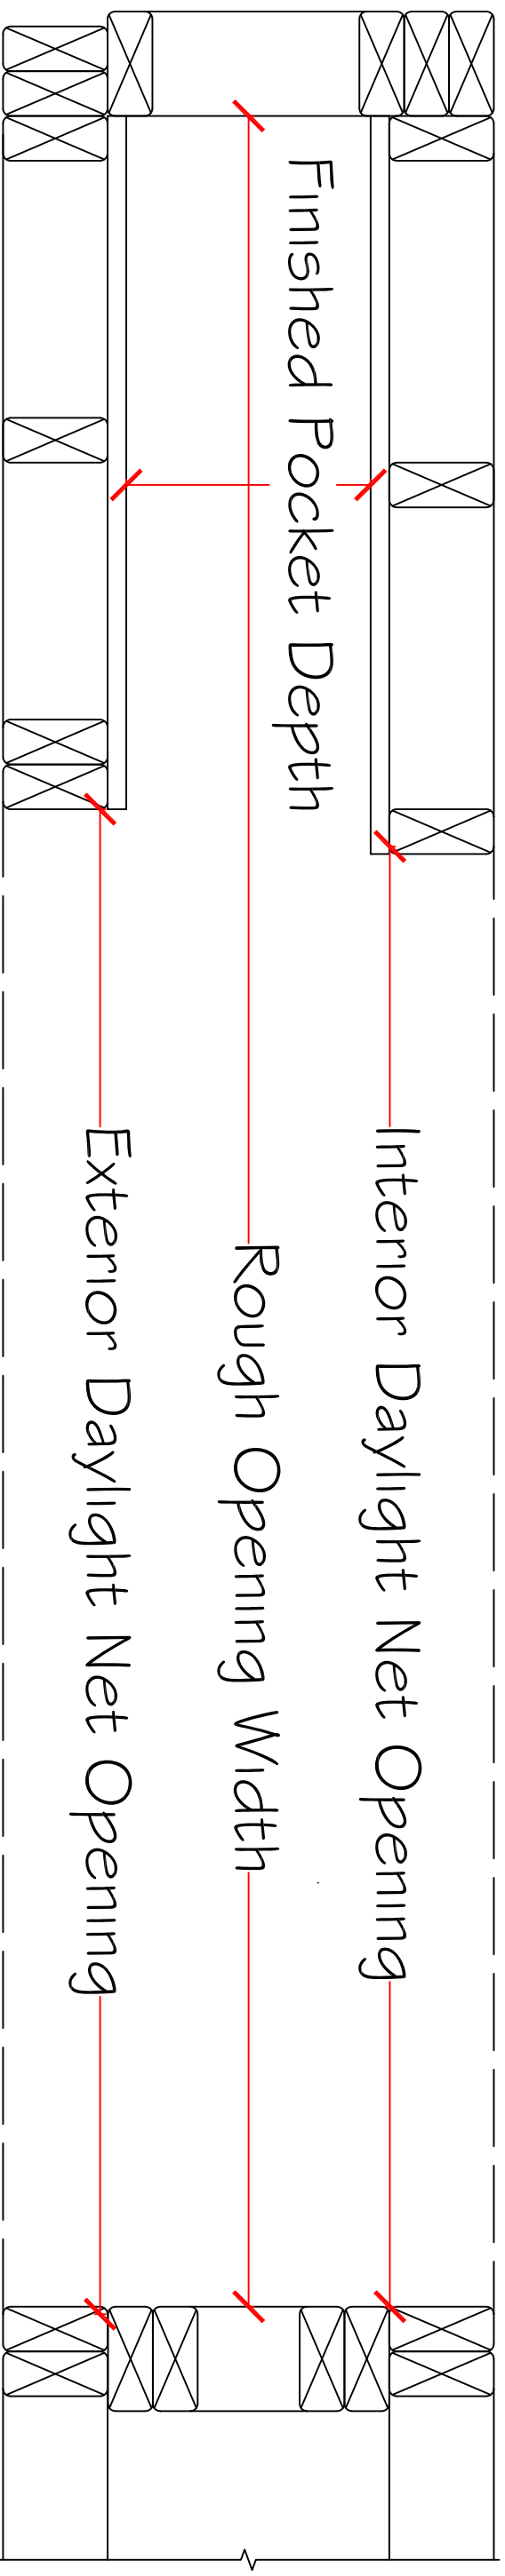 Finished Pocket Depth
Interior Daylight Net Opening
Rough Opening Width
Exterior Daylight Net Opening